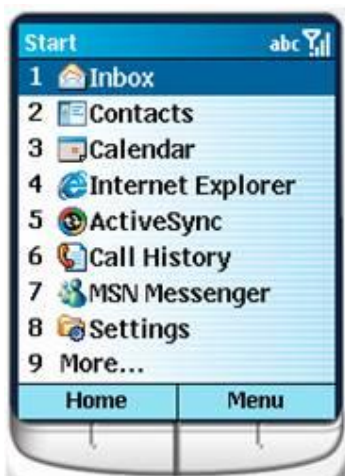 Start abc
1 Inbox
2 Contacts
3 Calendar
4 Internet Explorer
5 ActiveSync
6 Call History
7 MSN Messenger
8 Settings
9 More...
Home Menu